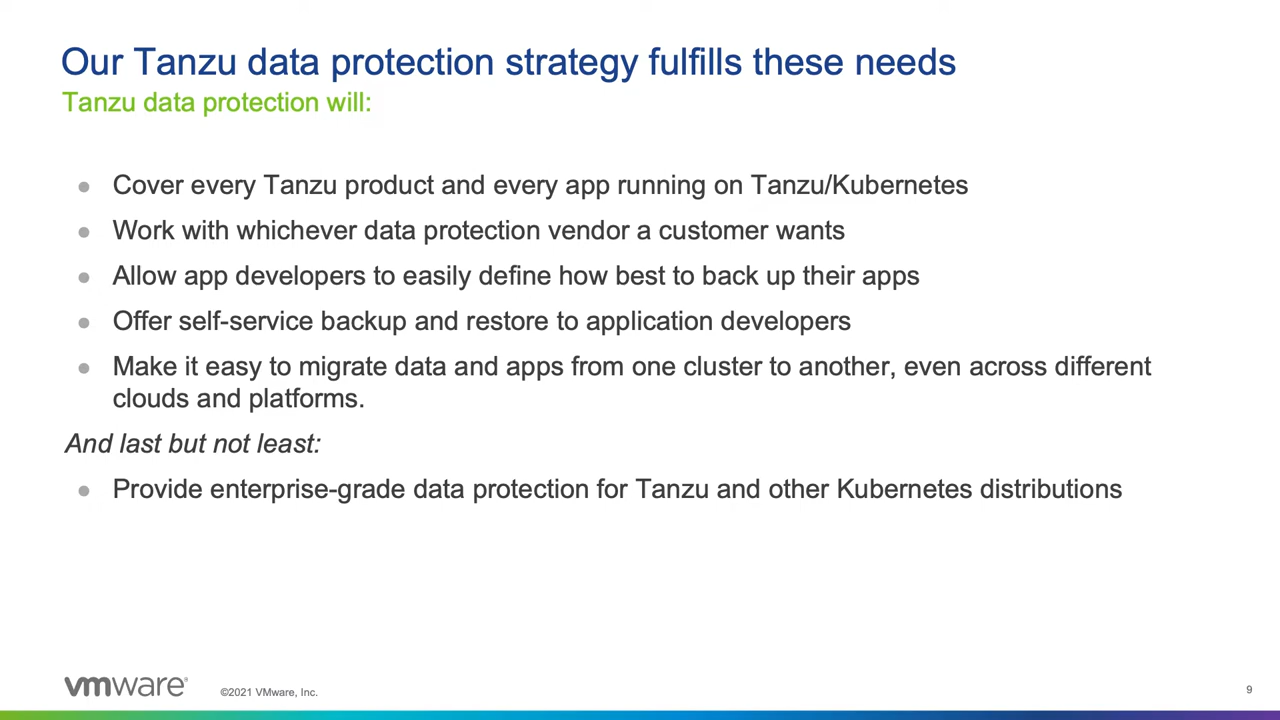 Our Tanzu data protection strategy fulfills these needs
Tanzu data protection will:
● Cover every Tanzu product and every app running on Tanzu/Kubernetes
● Work with whichever data protection vendor a customer wants
● Allow app developers to easily define how best to back up their apps
● Offer self-service backup and restore to application developers
● Make it easy to migrate data and apps from one cluster to another, even across different
clouds and platforms.
And last but not least:
● Provide enterprise-grade data protection for Tanzu and other Kubernetes distributions
vmware®
©2021 VMware, Inc.
9